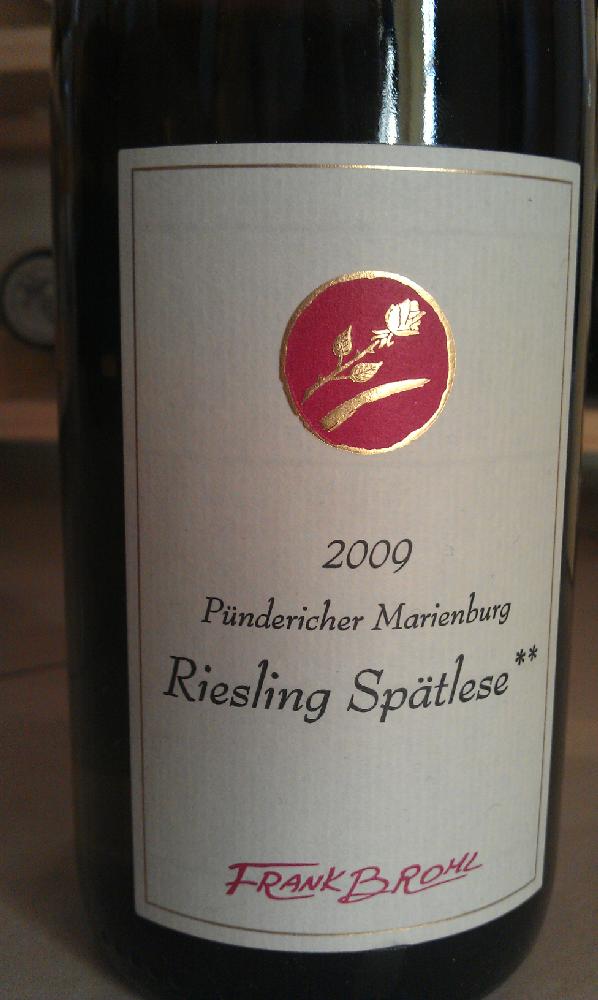 2009
Pündericher Marienburg
Riesling Spätlese**
FRANK BROHL